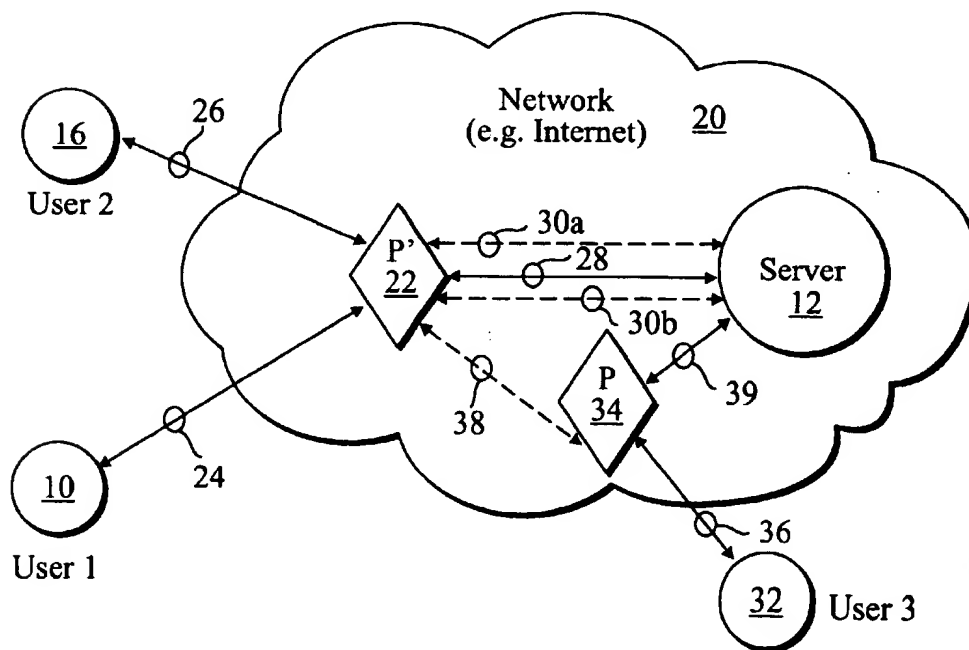 Network
(e.g. Internet)
20
26
16
User 2
30a
P'
22
28
Server
12
30b
P
34
39
38
24
10
User 1
36
32
User 3